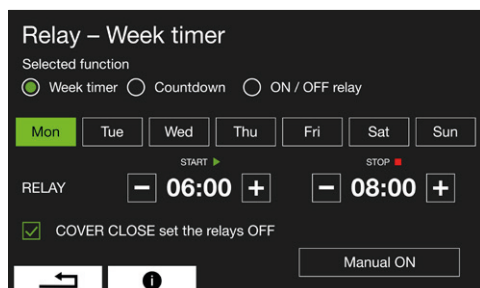 Relay – Week timer
Selected function
Week timer Countdown ON / OFF relay
Mon Tue Wed Thu Fri Sat Sun
START STOP
RELAY – 06:00 + – 08:00 +
COVER CLOSE set the relays OFF
Manual ON
i